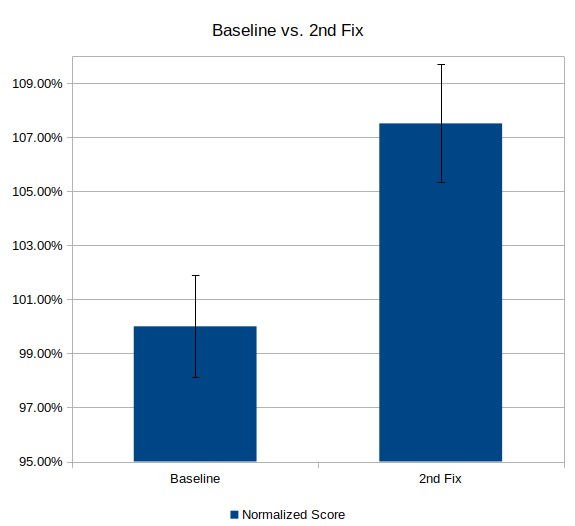 Baseline vs. 2nd Fix
109.00%
107.00%
105.00%
103.00%
101.00%
99.00%
97.00%
95.00%
Baseline 2nd Fix
Normalized Score